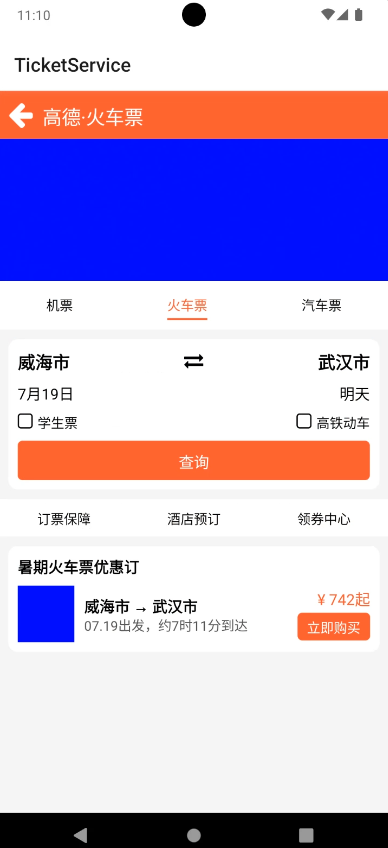 11:10
TicketService
高德·火车票
机票 火车票 汽车票
威海市 武汉市
7月19日 明天
学生票 高铁动车
查询
订票保障 酒店预订 领券中心
暑期火车票优惠订
威海市 → 武汉市
¥ 742起
07.19出发，约7时11分到达
立即购买